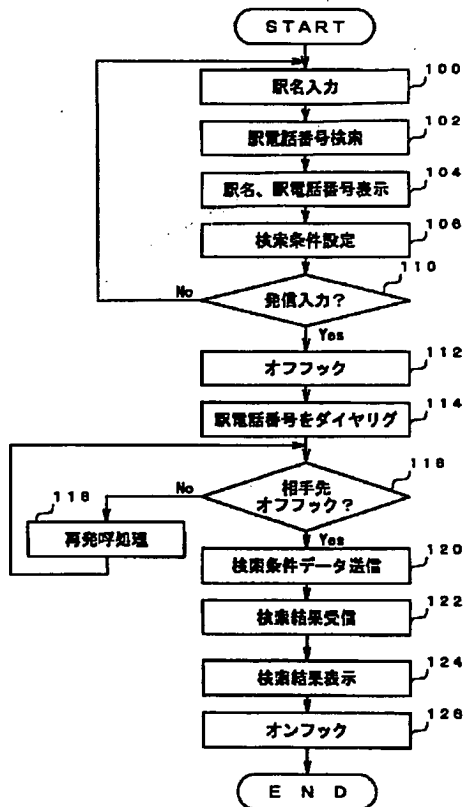 START
駅名入力
100
駅電話番号検索
102
駅名、駅電話番号表示
104
検索条件設定
106
発信入力？
110
No
Yes
オフフック
112
駅電話番号をダイヤリグ
114
相手先
オフフック？
116
No
Yes
118
再発呼処理
検索条件データ送信
120
検索結果受信
122
検索結果表示
124
オンフック
126
END